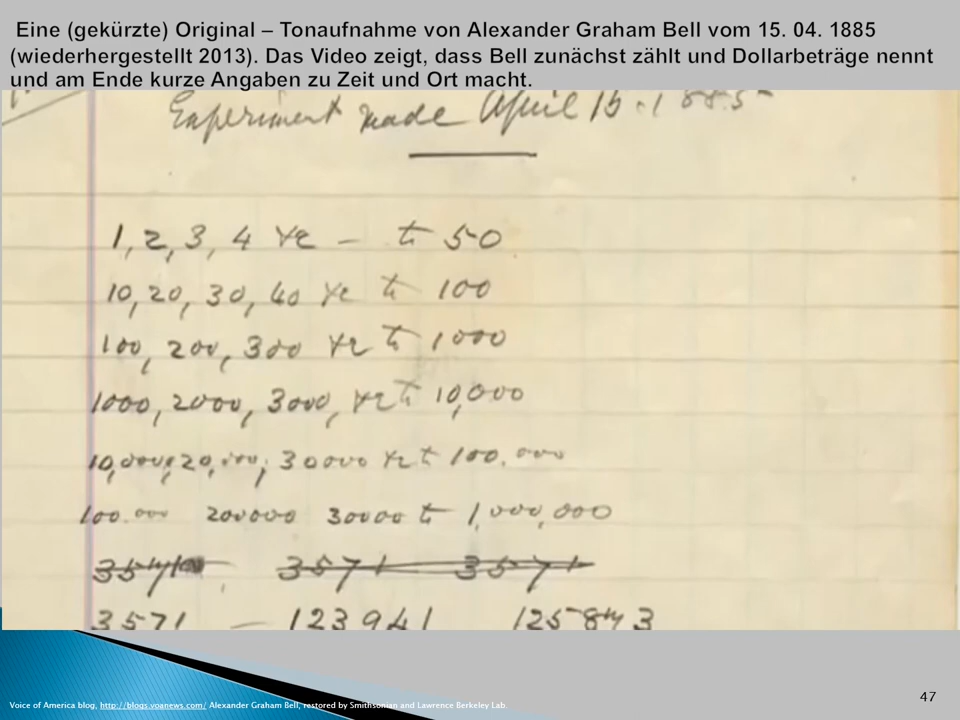 Eine (gekürzte) Original – Tonaufnahme von Alexander Graham Bell vom 15. 04. 1885
(wiederhergestellt 2013). Das Video zeigt, dass Bell zunächst zählt und Dollarbeträge nennt
und am Ende kurze Angaben zu Zeit und Ort macht.
Experiment made April 15. 1885
1, 2, 3, 4 &c – to 50
10, 20, 30, 40 &c to 100
100, 200, 300 &c to 1000
1000, 2000, 3000, &c to 10,000
10,000, 20,000, 30000 &c to 100.000
100.000 200000 30000 to 1,000,000
3571 3571
3571 — 123941 125873
47
Voice of America blog, http://blogs.voanews.com/ Alexander Graham Bell, restored by Smithsonian and Lawrence Berkeley Lab.